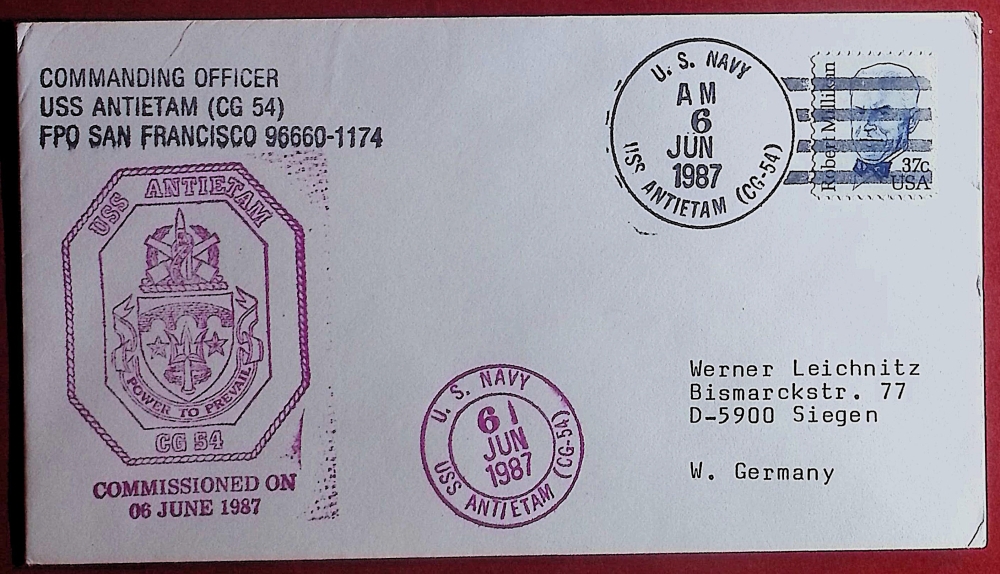 COMMANDING OFFICER
USS ANTIETAM (CG 54)
FPO SAN FRANCISCO 96660-1174
U. S. NAVY
AM
6
JUN
1987
USS ANTIETAM (CG-54)
Robert Millikan
37c
USA
USS ANTIETAM
POWER TO PREVAIL
CG 54
COMMISSIONED ON
06 JUNE 1987
U. S. NAVY
6
JUN
1987
USS ANTIETAM (CG-54)
Werner Leichnitz
Bismarckstr. 77
D-5900 Siegen
W. Germany